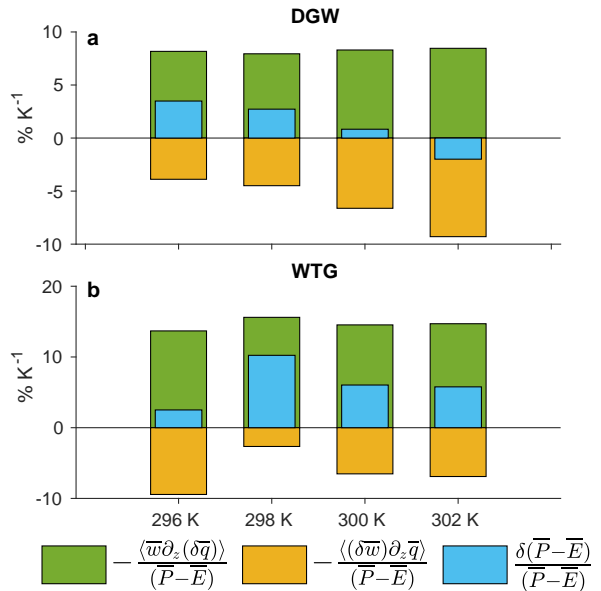 DGW
a
10
5
0
-5
-10
% K⁻¹
WTG
b
20
10
0
-10
% K⁻¹
296 K 298 K 300 K 302 K
−⟨w̅∂z(δq̅)⟩/(P̅−E̅) −⟨(δw̅)∂zq̅⟩/(P̅−E̅) δ(P̅−E̅)/(P̅−E̅)